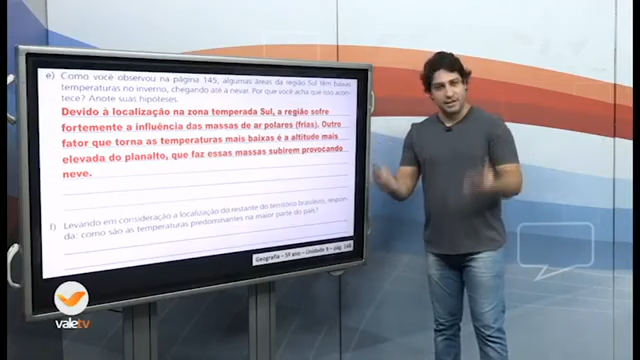 e) Como você observou na página 145, algumas áreas da região Sul têm baixas
temperaturas no inverno, chegando até a nevar. Por que você acha que isso acon-
tece? Anote suas hipóteses.
Devido à localização na zona temperada Sul, a região sofre
fortemente a influência das massas de ar polares (frias). Outro
fator que torna as temperaturas mais baixas é a altitude mais
elevada do planalto, que faz essas massas subirem provocando
neve.
f) Levando em consideração a localização do restante do território brasileiro, respon-
da: como são as temperaturas predominantes na maior parte do país?
Geografia – 5º ano – Unidade 9 – pág. 146
valetv